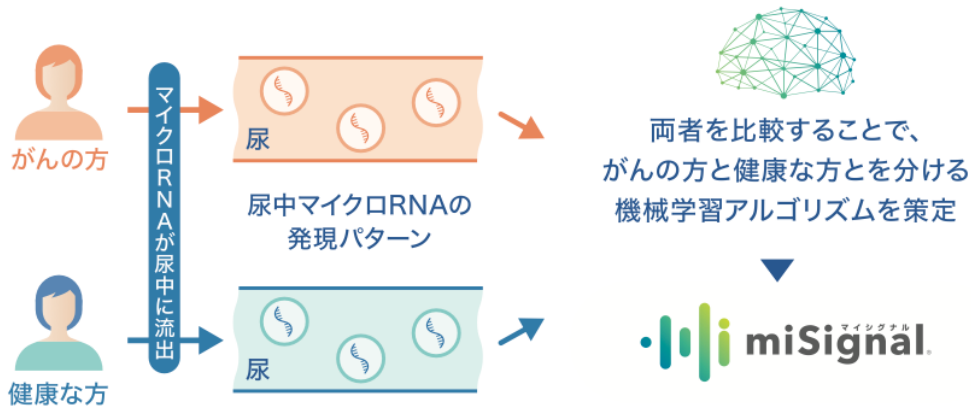 がんの方
マイクロRNAが尿中に流出
尿
尿中マイクロRNAの
発現パターン
両者を比較することで、
がんの方と健康な方とを分ける
機械学習アルゴリズムを策定
健康な方
尿
マイシグナル
miSignal®